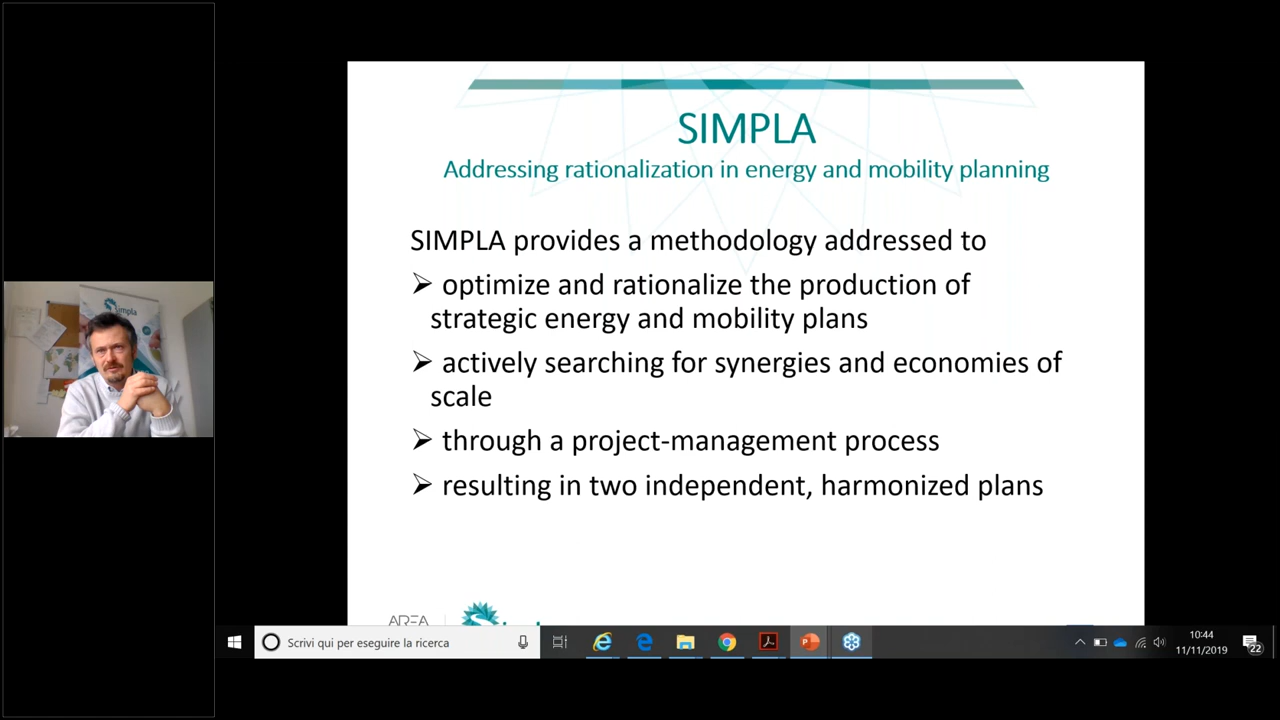 SIMPLA
Addressing rationalization in energy and mobility planning
SIMPLA provides a methodology addressed to
➢ optimize and rationalize the production of
strategic energy and mobility plans
➢ actively searching for synergies and economies of
scale
➢ through a project-management process
➢ resulting in two independent, harmonized plans
AREA
Scrivi qui per eseguire la ricerca
10:44
11/11/2019
22
simpla